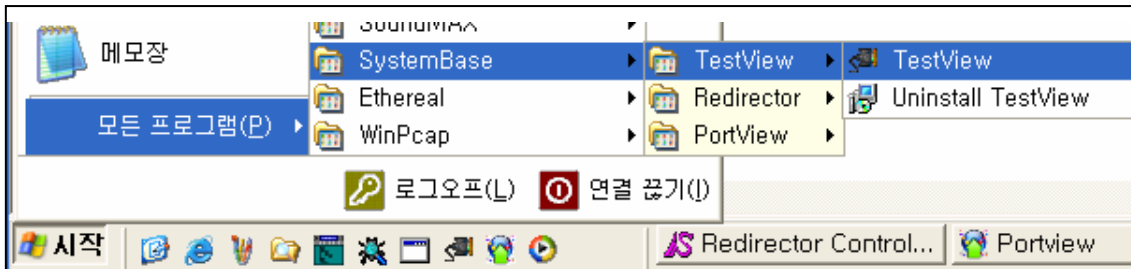 SoundMAX
메모장
SystemBase
TestView
TestView
Ethereal
Redirector
Uninstall TestView
모든 프로그램(P)
WinPcap
PortView
로그오프(L)
연결 끊기(I)
시작
Redirector Control...
Portview